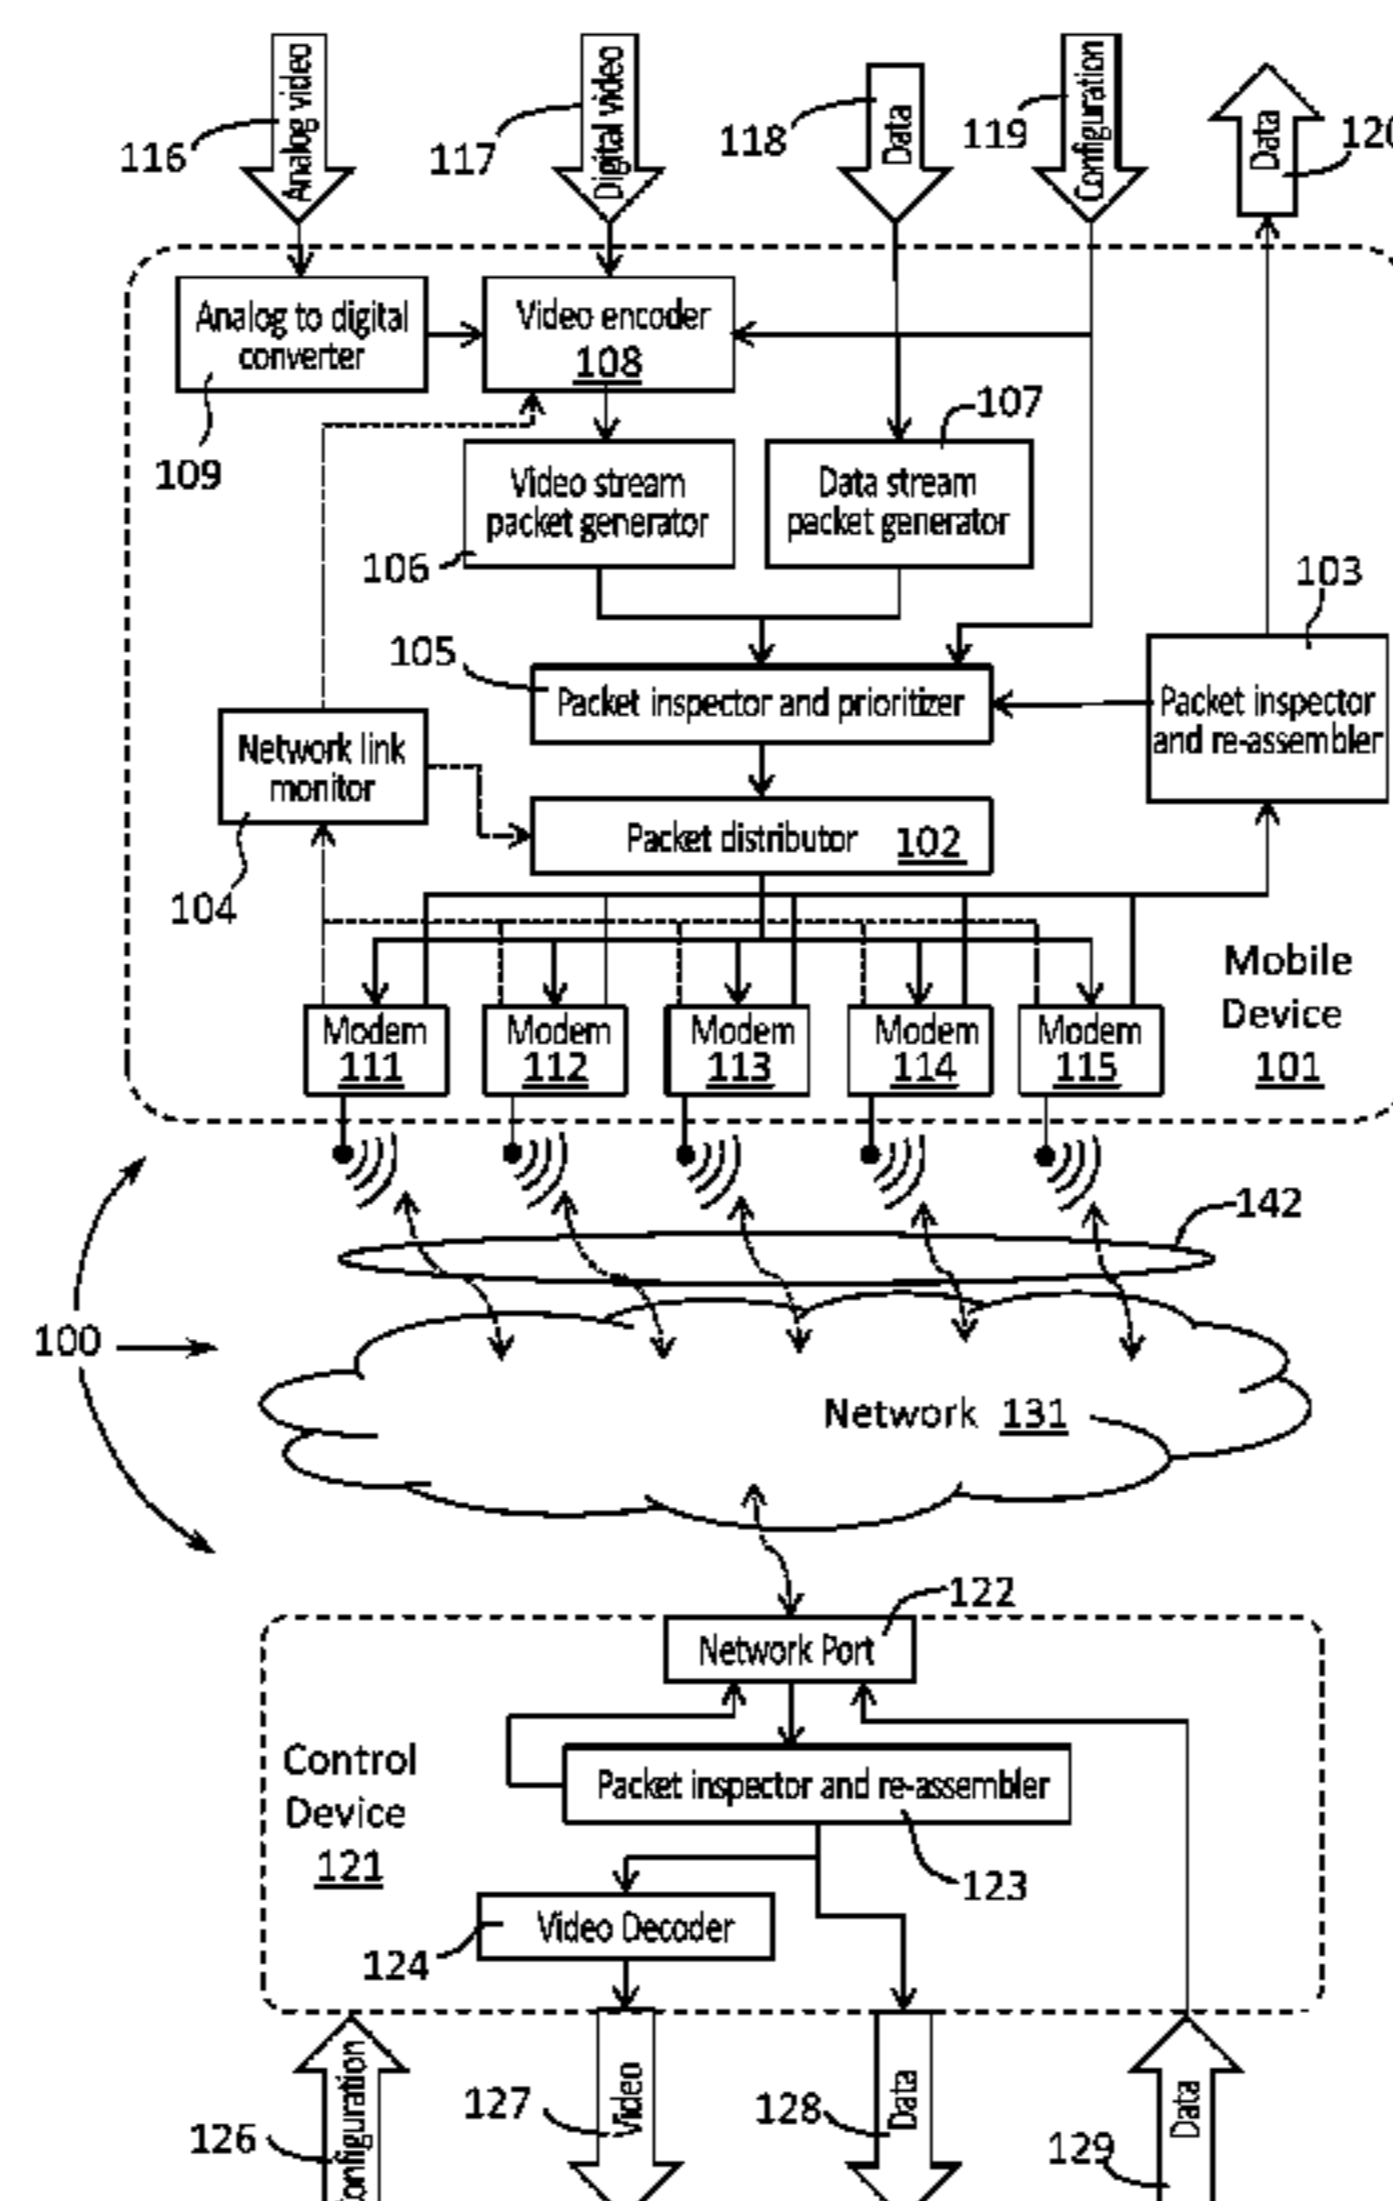 Analog video
Digital video
Data
Configuration
Data
116
117
118
119
120
Analog to digital
converter
Video encoder
108
109
107
Video stream
packet generator
Data stream
packet generator
106
103
105
Packet inspector and prioritizer
Packet inspector
and re-assembler
Network link
monitor
Packet distributor 102
104
Mobile
Device
101
Modem
111
Modem
112
Modem
113
Modem
114
Modem
115
142
100
Network 131
122
Network Port
Control
Device
121
Packet inspector and re-assembler
123
Video Decoder
124
Configuration
Video
Data
Data
126
127
128
129